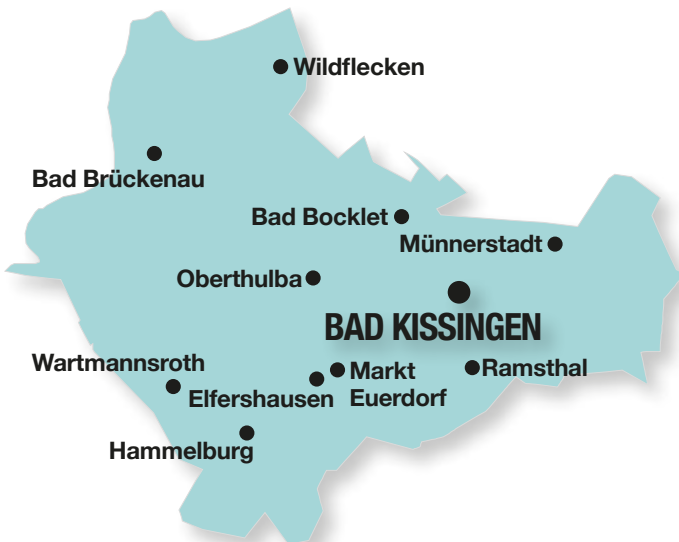 Wildflecken
Bad Brückenau
Bad Bocklet
Münnerstadt
Oberthulba
BAD KISSINGEN
Wartmannsroth
Markt
Euerdorf
Ramsthal
Elfershausen
Hammelburg